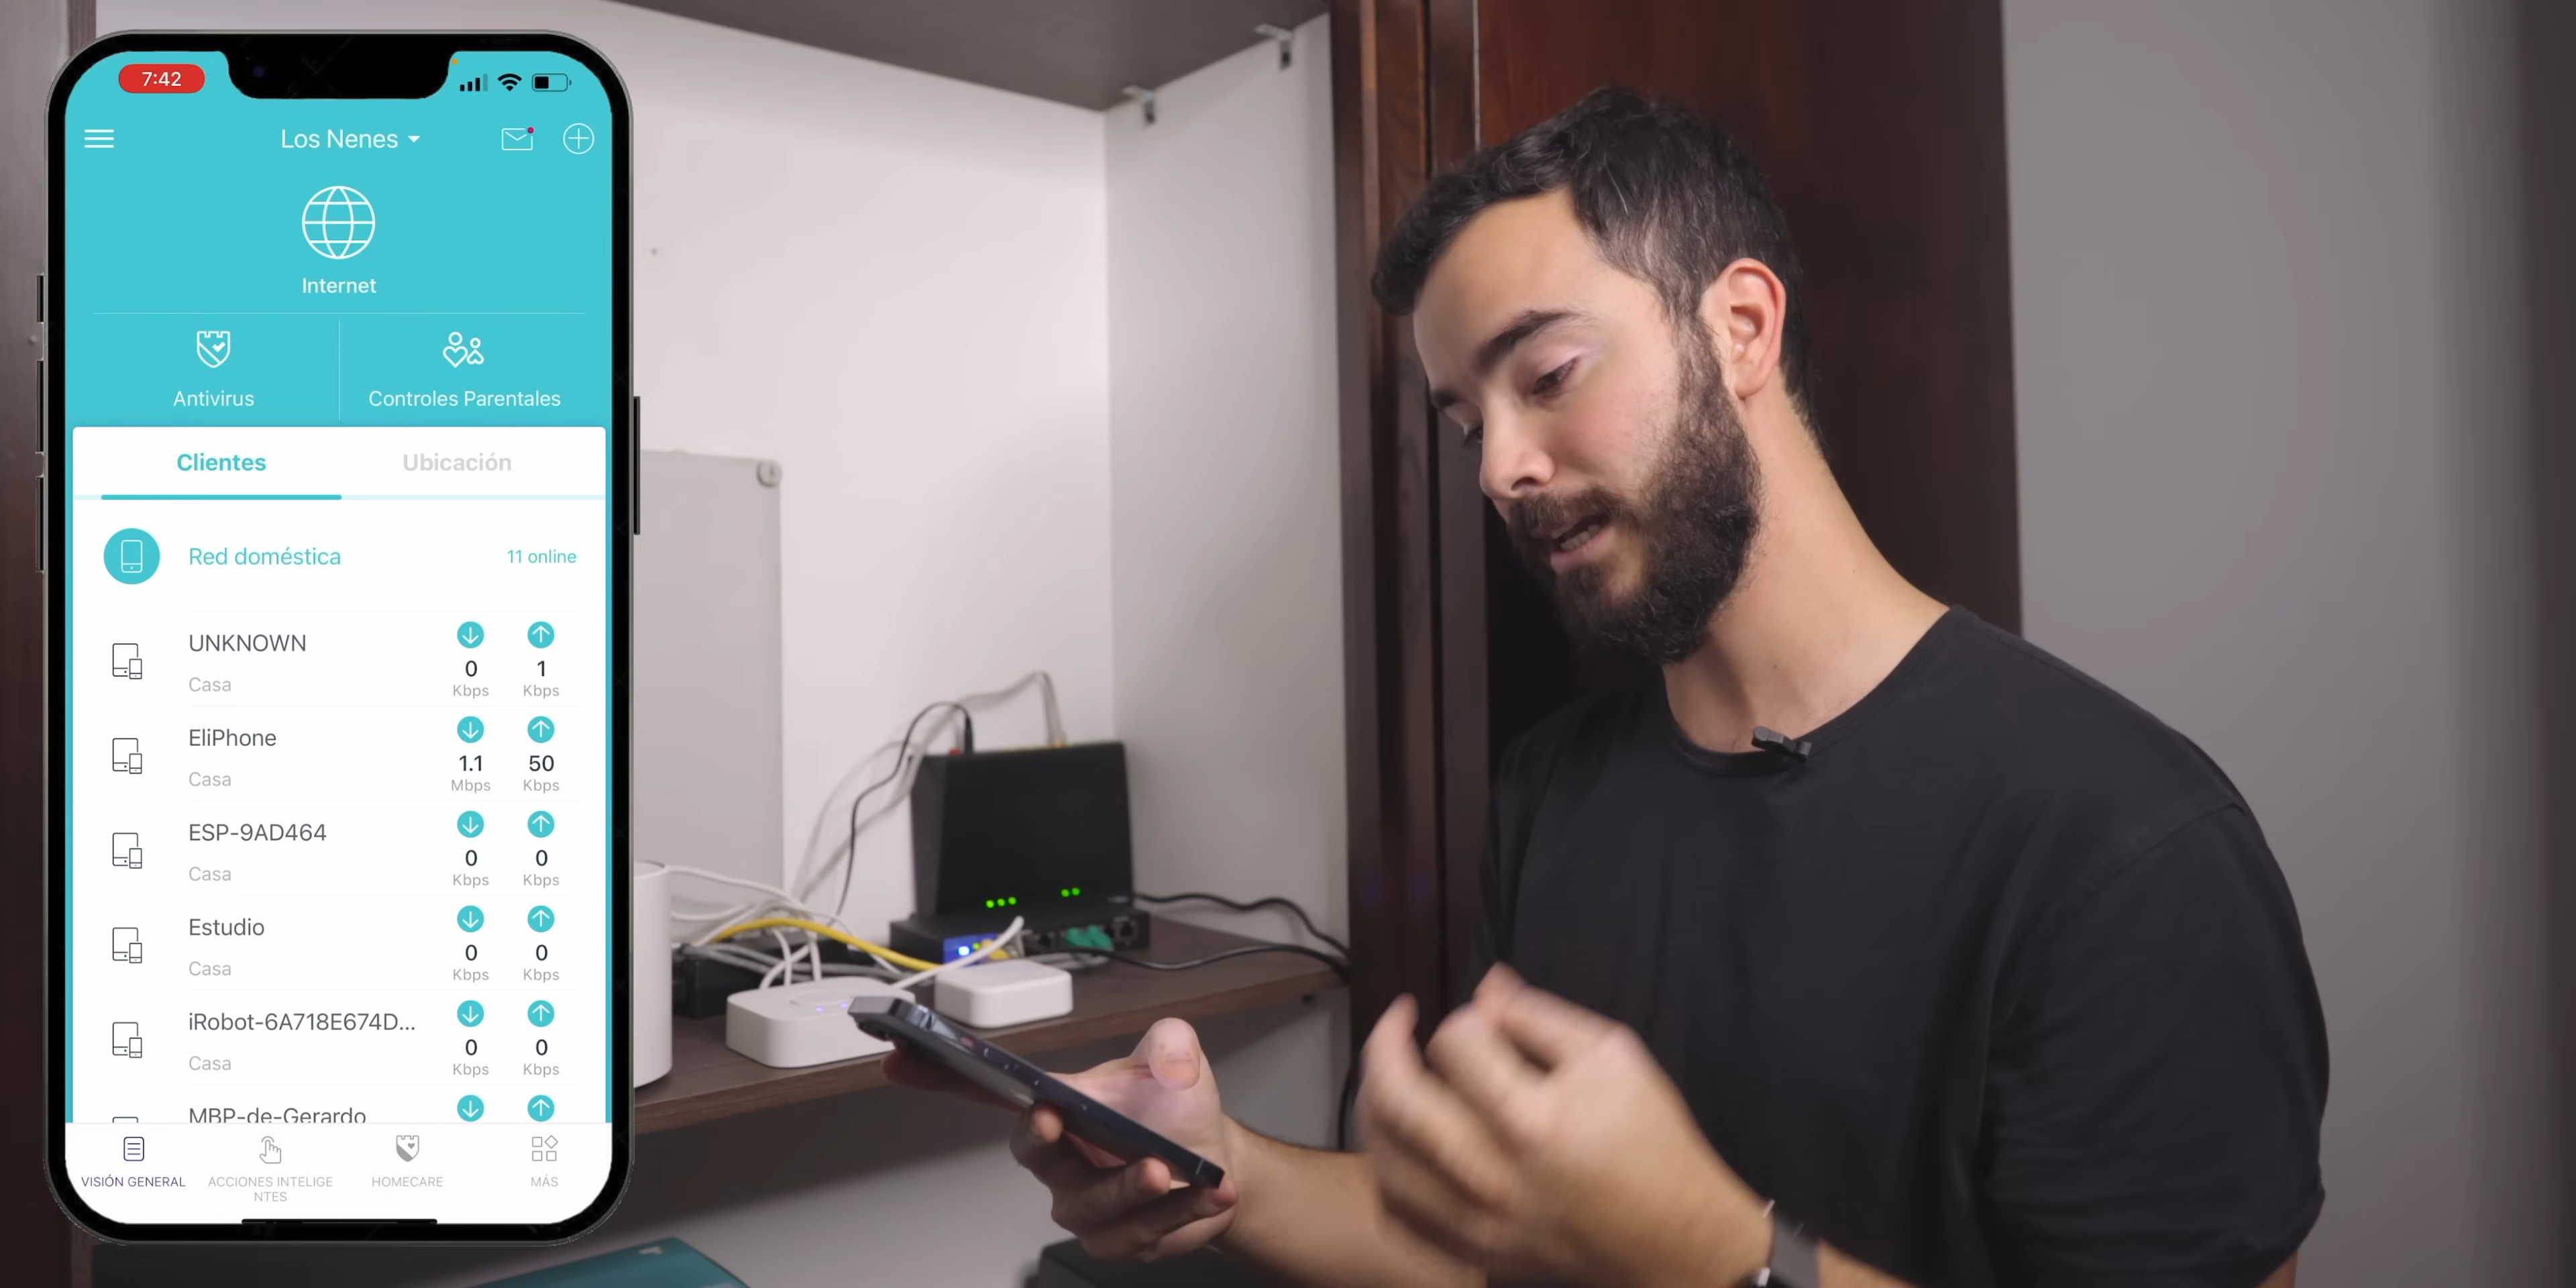 7:42
Los Nenes
Internet
Antivirus
Controles Parentales
Clientes
Ubicación
Red doméstica
11 online
UNKNOWN
Casa
0
Kbps
1
Kbps
EliPhone
Casa
1.1
Mbps
50
Kbps
ESP-9AD464
Casa
0
Kbps
0
Kbps
Estudio
Casa
0
Kbps
0
Kbps
iRobot-6A718E674D...
Casa
0
Kbps
0
Kbps
MBP-de-Gerardo
VISIÓN GENERAL
ACCIONES INTELIGE
NTES
HOMECARE
MÁS